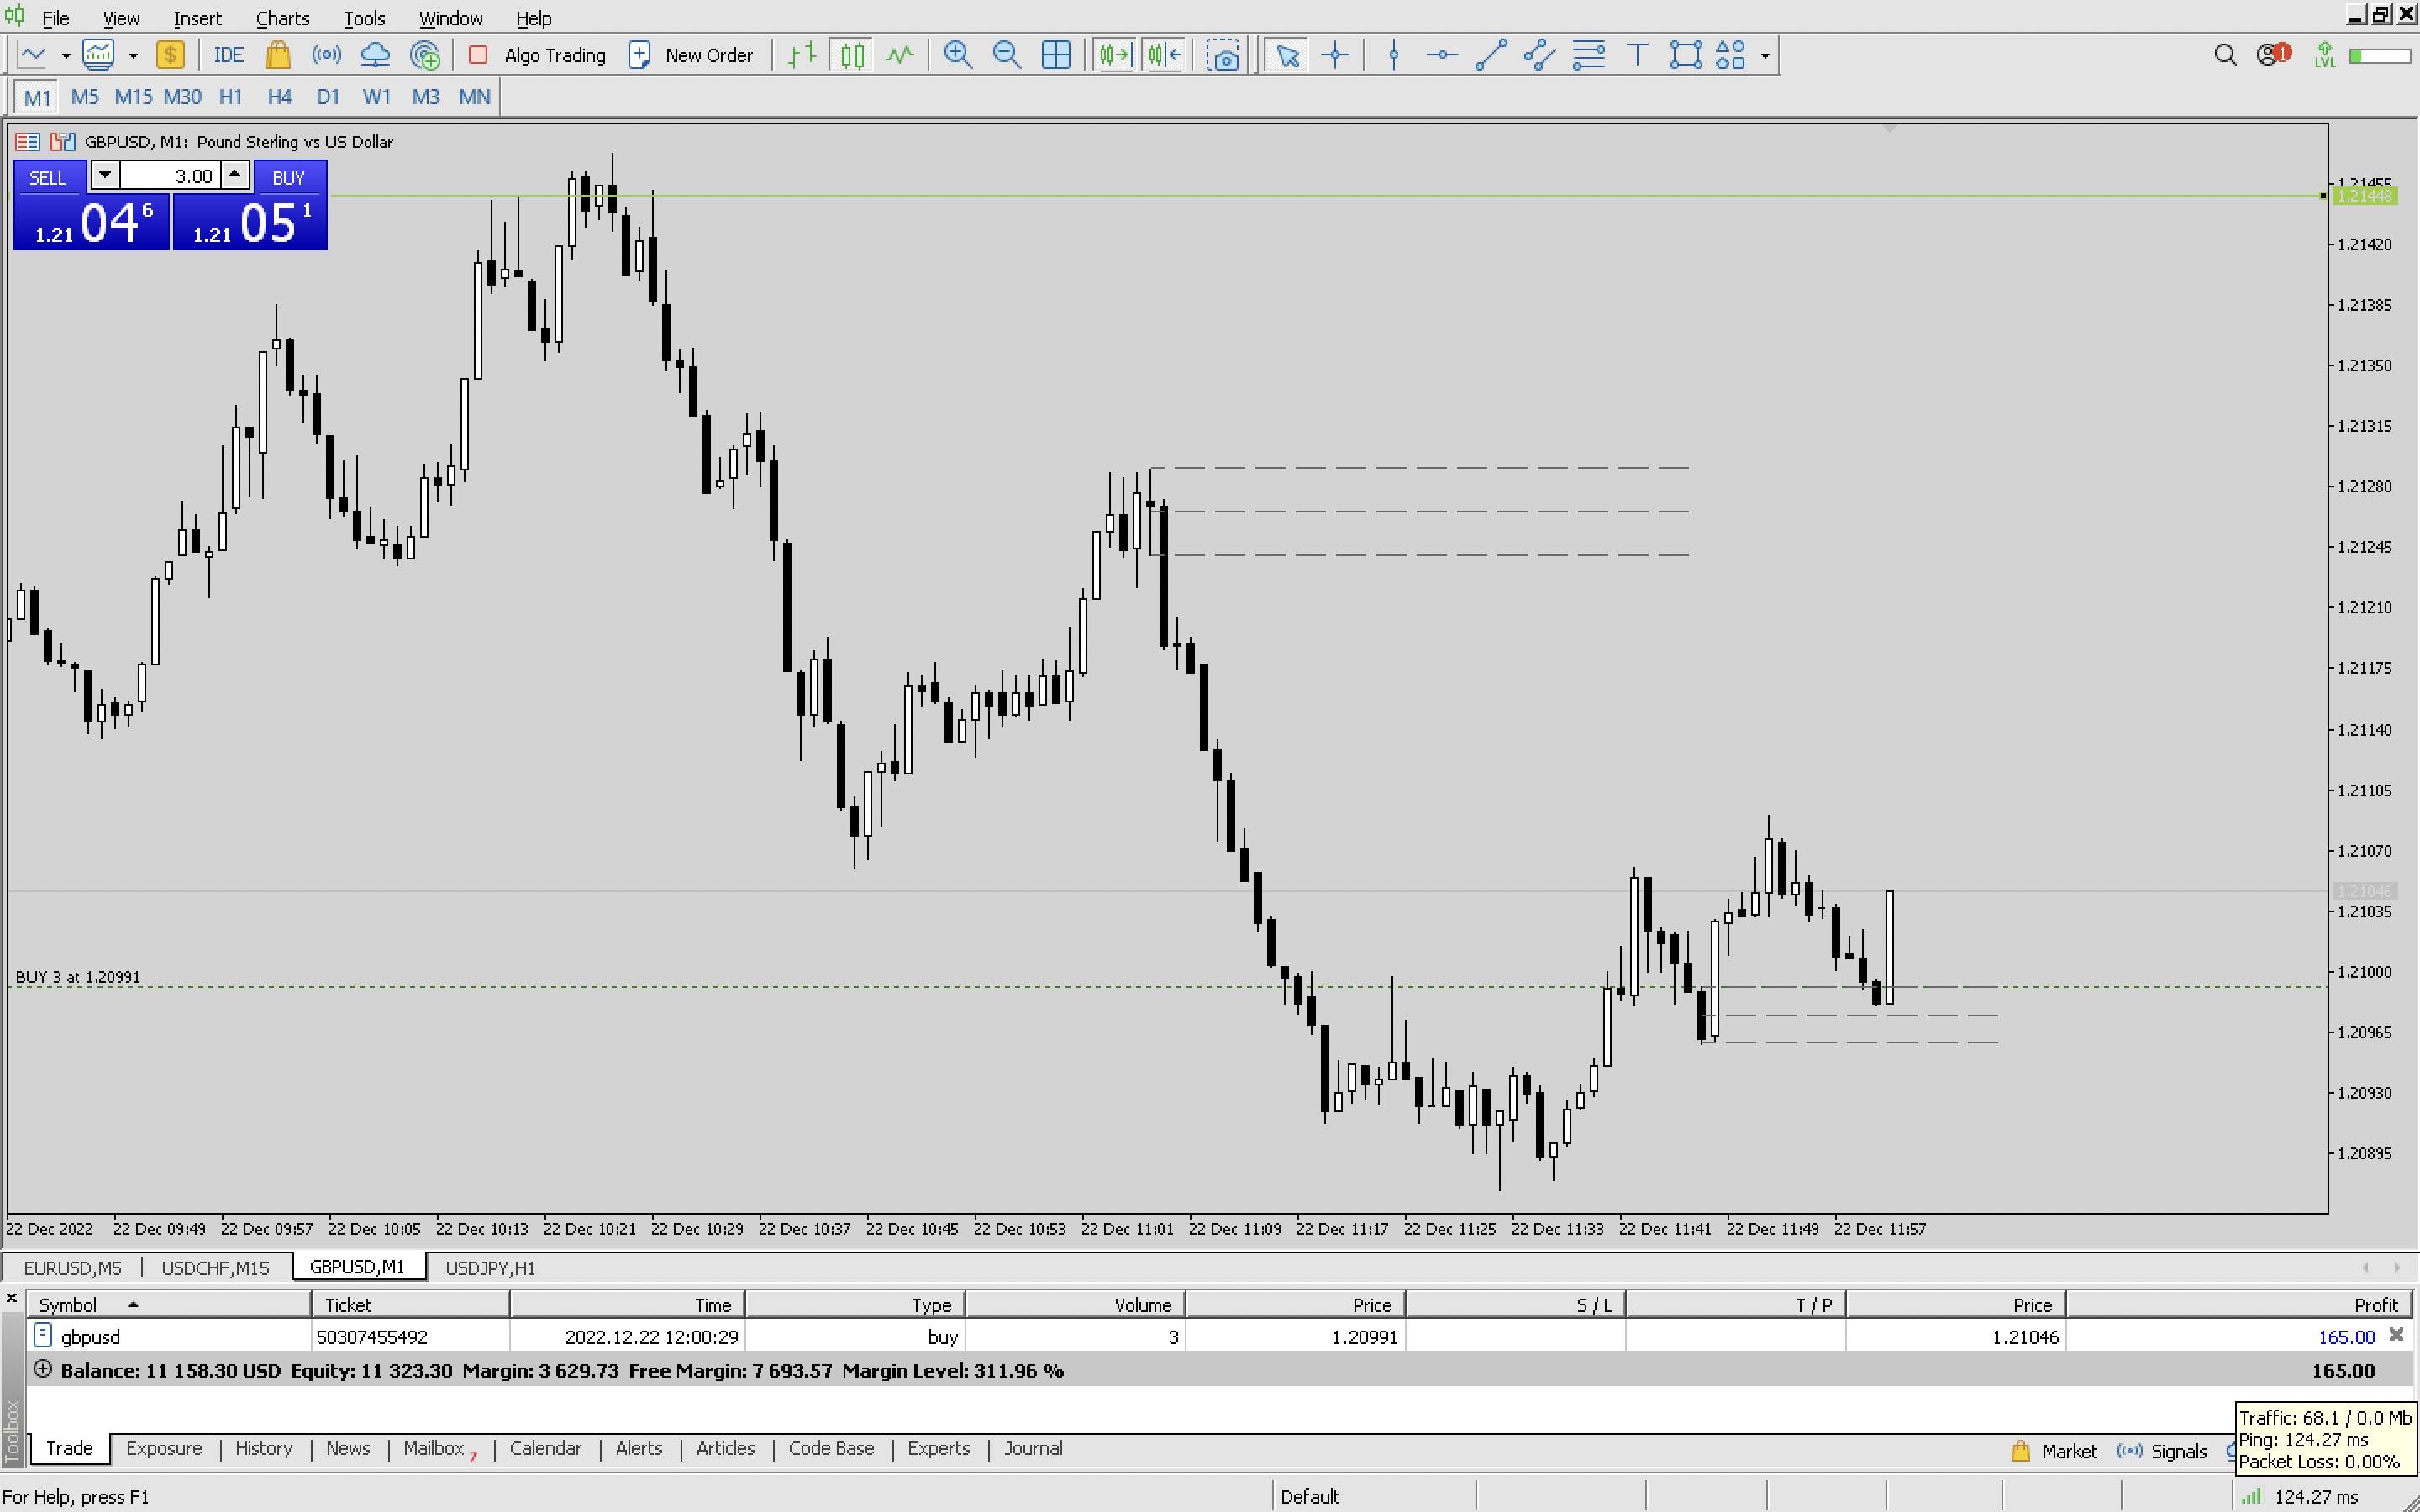 File View Insert Charts Tools Window Help
IDE Algo Trading New Order 1 LVL
M1 M5 M15 M30 H1 H4 D1 W1 M3 MN
GBPUSD, M1: Pound Sterling vs US Dollar
SELL 3.00 BUY
1.21 04 6 1.21 05 1
1.21455
1.21448
1.21420
1.21385
1.21350
1.21315
1.21280
1.21245
1.21210
1.21175
1.21140
1.21105
1.21070
1.21046
1.21035
1.21000
BUY 3 at 1.20991
1.20965
1.20930
1.20895
22 Dec 2022 22 Dec 09:49 22 Dec 09:57 22 Dec 10:05 22 Dec 10:13 22 Dec 10:21 22 Dec 10:29 22 Dec 10:37 22 Dec 10:45 22 Dec 10:53 22 Dec 11:01 22 Dec 11:09 22 Dec 11:17 22 Dec 11:25 22 Dec 11:33 22 Dec 11:41 22 Dec 11:49 22 Dec 11:57
EURUSD,M5 USDCHF,M15 GBPUSD,M1 USDJPY,H1
Symbol Ticket Time Type Volume Price S / L T / P Price Profit
gbpusd 50307455492 2022.12.22 12:00:29 buy 3 1.20991 1.21046 165.00
Balance: 11 158.30 USD Equity: 11 323.30 Margin: 3 629.73 Free Margin: 7 693.57 Margin Level: 311.96 % 165.00
Toolbox
Traffic: 68.1 / 0.0 Mb
Ping: 124.27 ms
Packet Loss: 0.00%
Trade Exposure History News Mailbox 7 Calendar Alerts Articles Code Base Experts Journal Market Signals
For Help, press F1 Default 124.27 ms